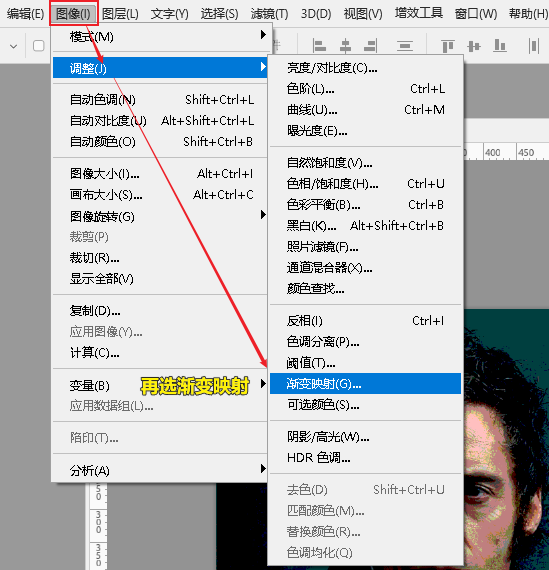 编辑(E) 图像(I) 图层(L) 文字(Y) 选择(S) 滤镜(T) 3D(D) 视图(V) 增效工具 窗口(W) 帮助(H)
模式(M)
调整(J)
自动色调(N) Shift+Ctrl+L
自动对比度(U) Alt+Shift+Ctrl+L
自动颜色(O) Shift+Ctrl+B
图像大小(I)... Alt+Ctrl+I
画布大小(S)... Alt+Ctrl+C
图像旋转(G)
裁剪(P)
裁切(R)...
显示全部(V)
复制(D)...
应用图像(Y)...
计算(C)...
变量(B)
应用数据组(L)...
陷印(T)...
分析(A)
亮度/对比度(C)...
色阶(L)... Ctrl+L
曲线(U)... Ctrl+M
曝光度(E)...
自然饱和度(V)...
色相/饱和度(H)... Ctrl+U
色彩平衡(B)... Ctrl+B
黑白(K)... Alt+Shift+Ctrl+B
照片滤镜(F)...
通道混合器(X)...
颜色查找...
反相(I) Ctrl+I
色调分离(P)...
阈值(T)...
渐变映射(G)...
可选颜色(S)...
阴影/高光(W)...
HDR 色调...
去色(D) Shift+Ctrl+U
匹配颜色(M)...
替换颜色(R)...
色调均化(Q)
再选渐变映射
400 450
50
300
350